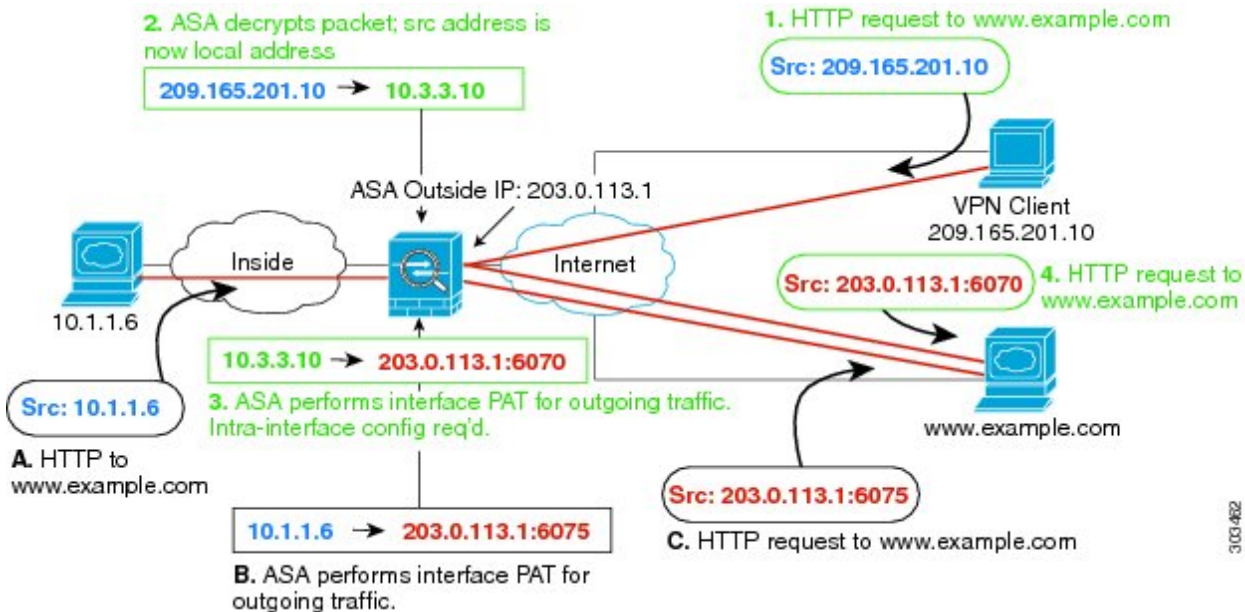 2. ASA decrypts packet; src address is
now local address
209.165.201.10 → 10.3.3.10
1. HTTP request to www.example.com
Src: 209.165.201.10
ASA Outside IP: 203.0.113.1
VPN Client
209.165.201.10
Inside
Internet
10.1.1.6
Src: 203.0.113.1:6070
4. HTTP request to
www.example.com
10.3.3.10 → 203.0.113.1:6070
3. ASA performs interface PAT for outgoing traffic.
Intra-interface config req'd.
Src: 10.1.1.6
A. HTTP to
www.example.com
www.example.com
Src: 203.0.113.1:6075
C. HTTP request to www.example.com
10.1.1.6 → 203.0.113.1:6075
B. ASA performs interface PAT for
outgoing traffic.
303462